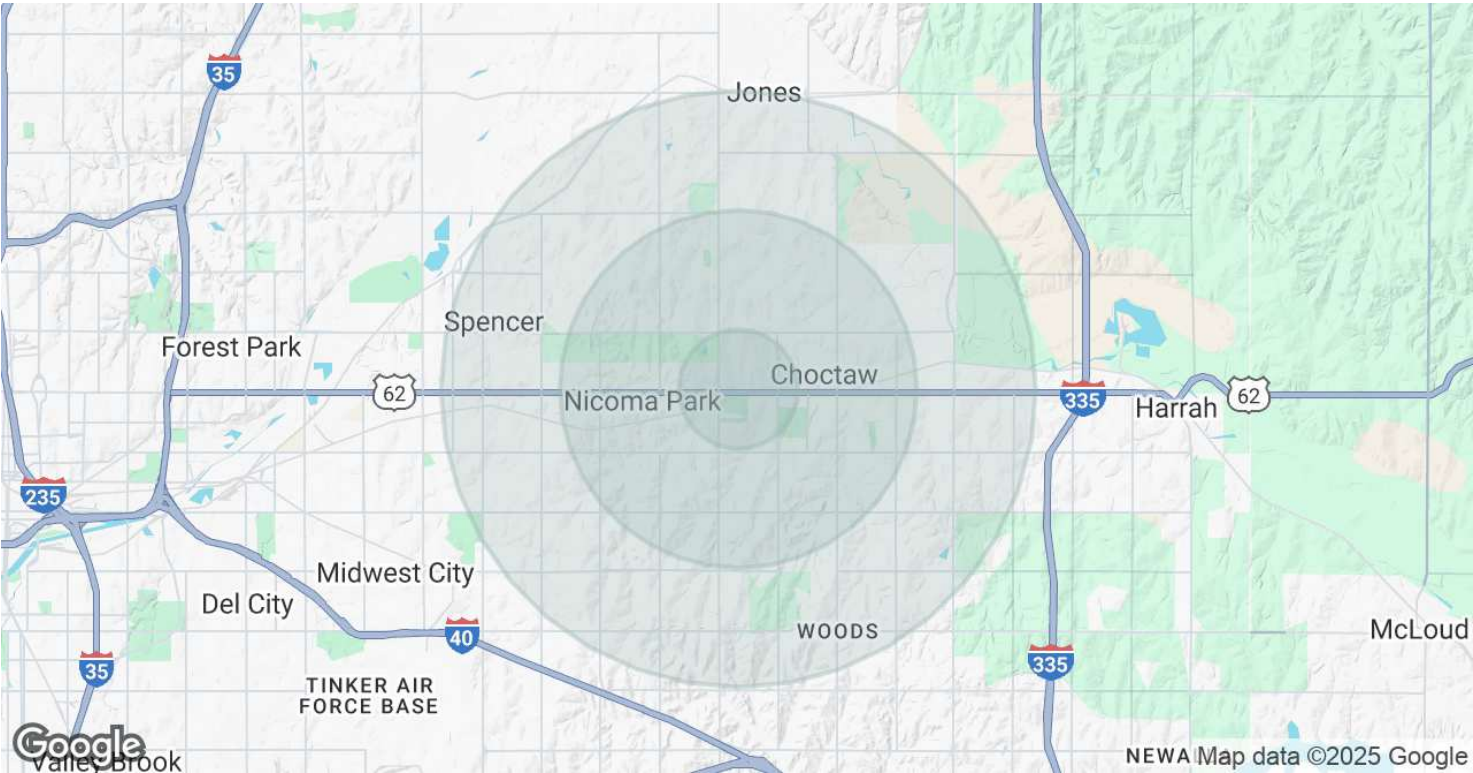 35
Jones
Spencer
Forest Park
Choctaw
62
Nicoma Park
335
Harrah
62
235
Midwest City
Del City
WOODS
McLoud
40
35
335
TINKER AIR
FORCE BASE
Google
Valley Brook
NEWA
Map data ©2025 Google